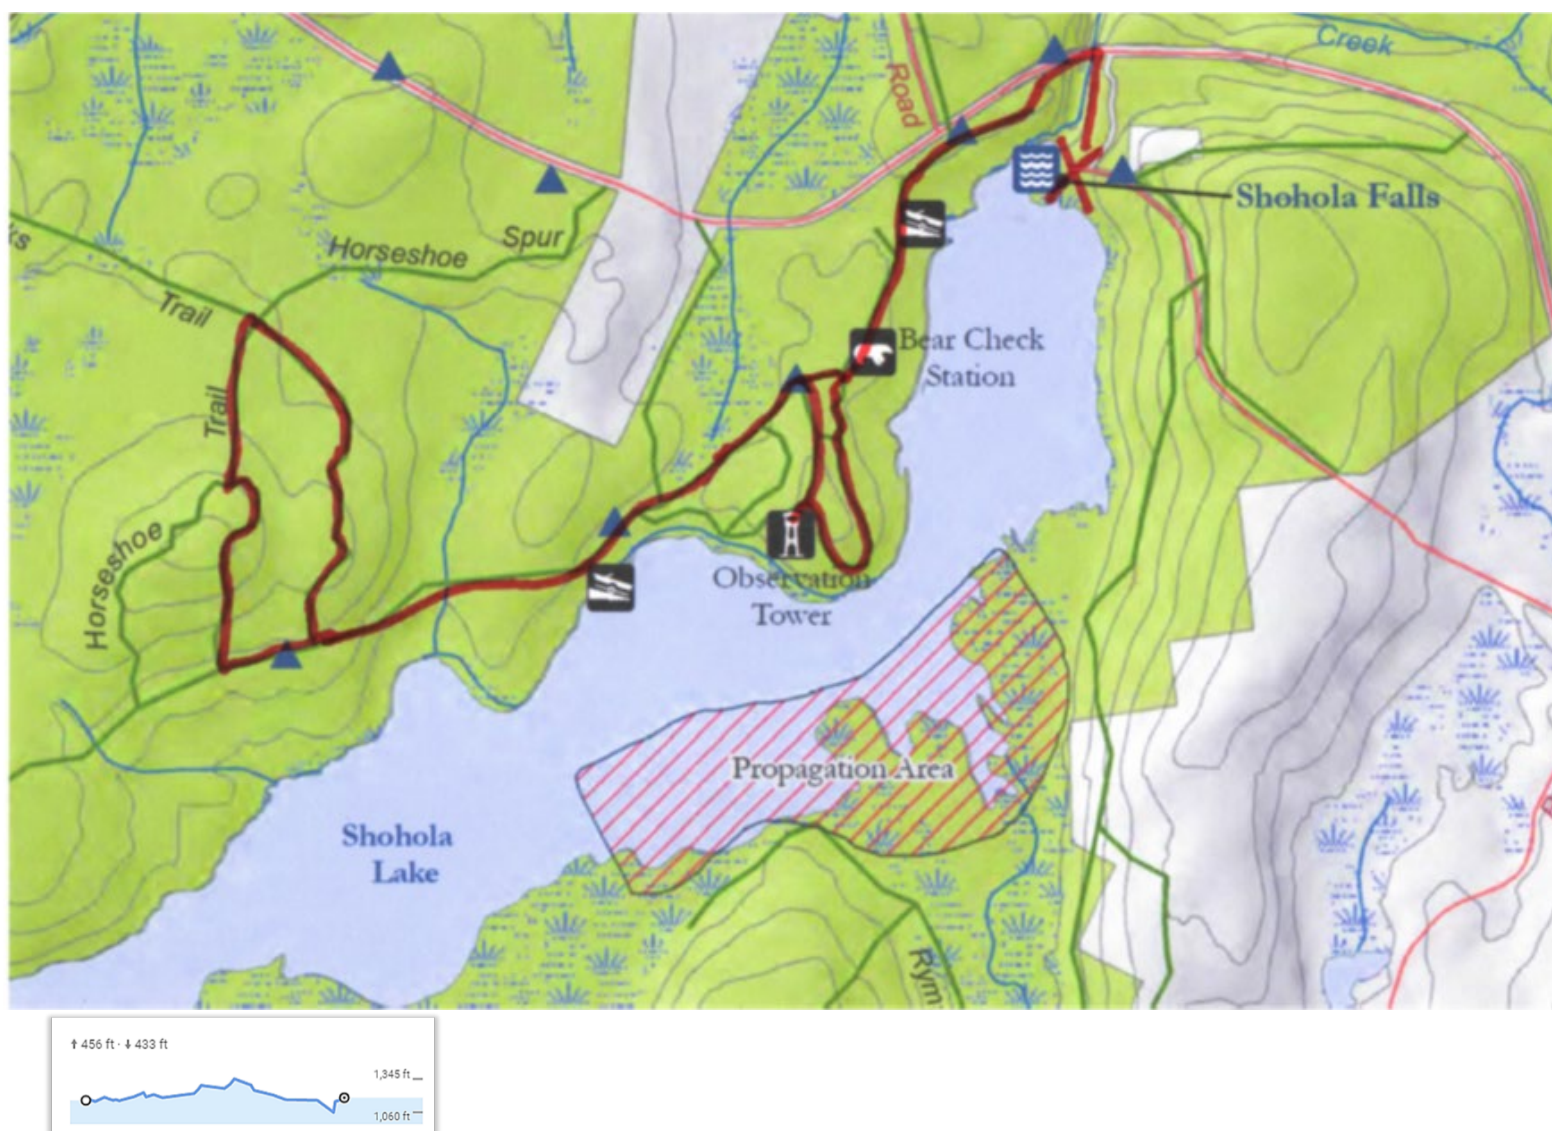 Creek
Road
Shohola Falls
ks
Trail
Horseshoe
Spur
Bear Check
Station
Trail
Horseshoe
Observation
Tower
Propagation Area
Shohola
Lake
Rym
↑ 456 ft · ↓ 433 ft
1,345 ft
1,060 ft